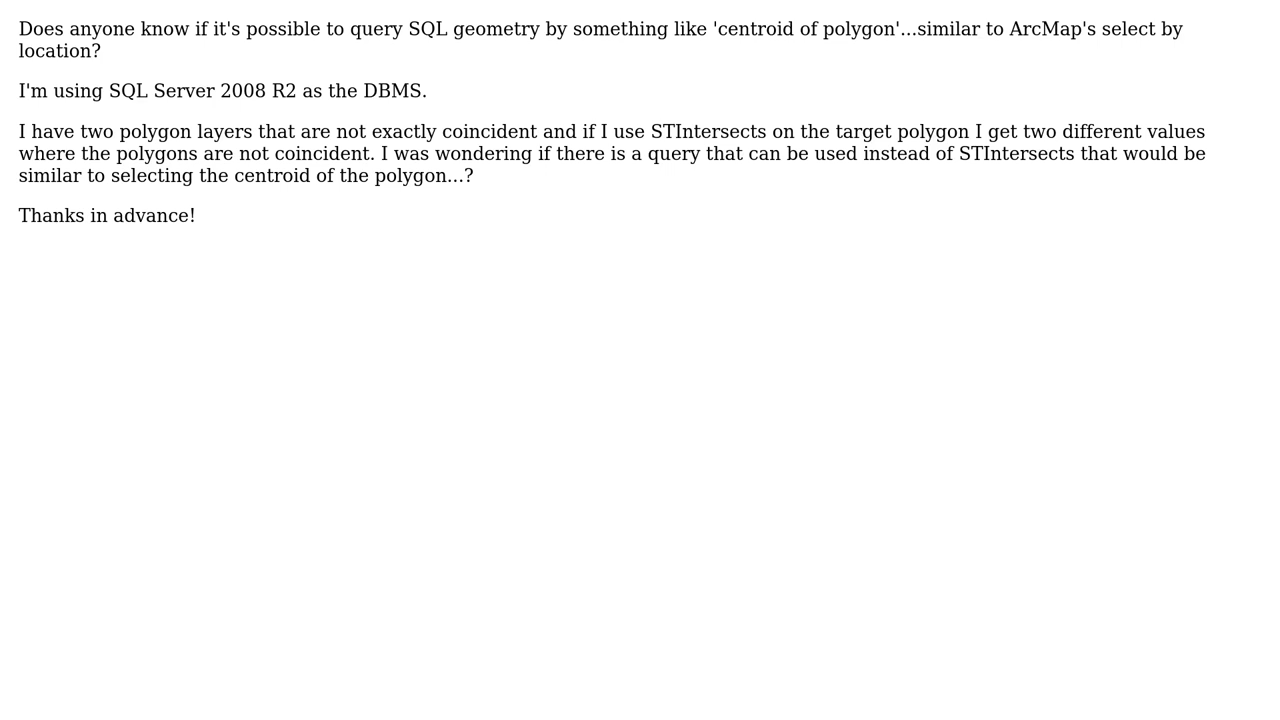 Does anyone know if it's possible to query SQL geometry by something like 'centroid of polygon'...similar to ArcMap's select by
location?
I'm using SQL Server 2008 R2 as the DBMS.
I have two polygon layers that are not exactly coincident and if I use STIntersects on the target polygon I get two different values
where the polygons are not coincident. I was wondering if there is a query that can be used instead of STIntersects that would be
similar to selecting the centroid of the polygon...?
Thanks in advance!